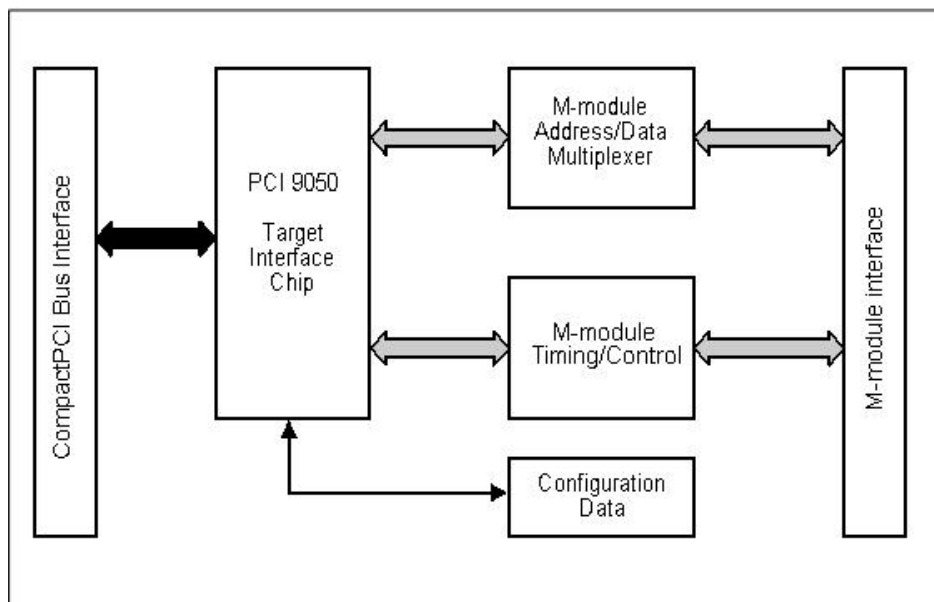 CompactPCI Bus Interface
PCI 9050
Target
Interface
Chip
M-module
Address/Data
Multiplexer
M-module
Timing/Control
Configuration
Data
M-module interface